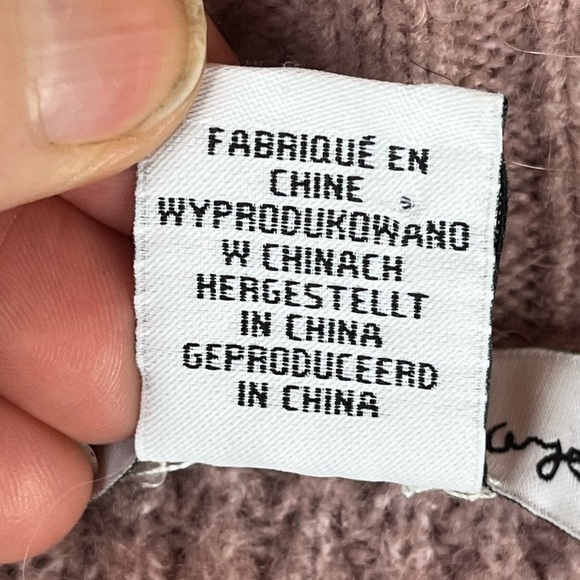 FABRIQUÉ EN
CHINE
WYPRODUKOWANO
W CHINACH
HERGESTELLT
IN CHINA
GEPRODUCEERD
IN CHINA